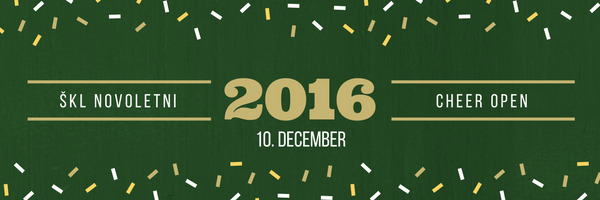 ŠKL NOVOLETNI
2016
CHEER OPEN
10. DECEMBER